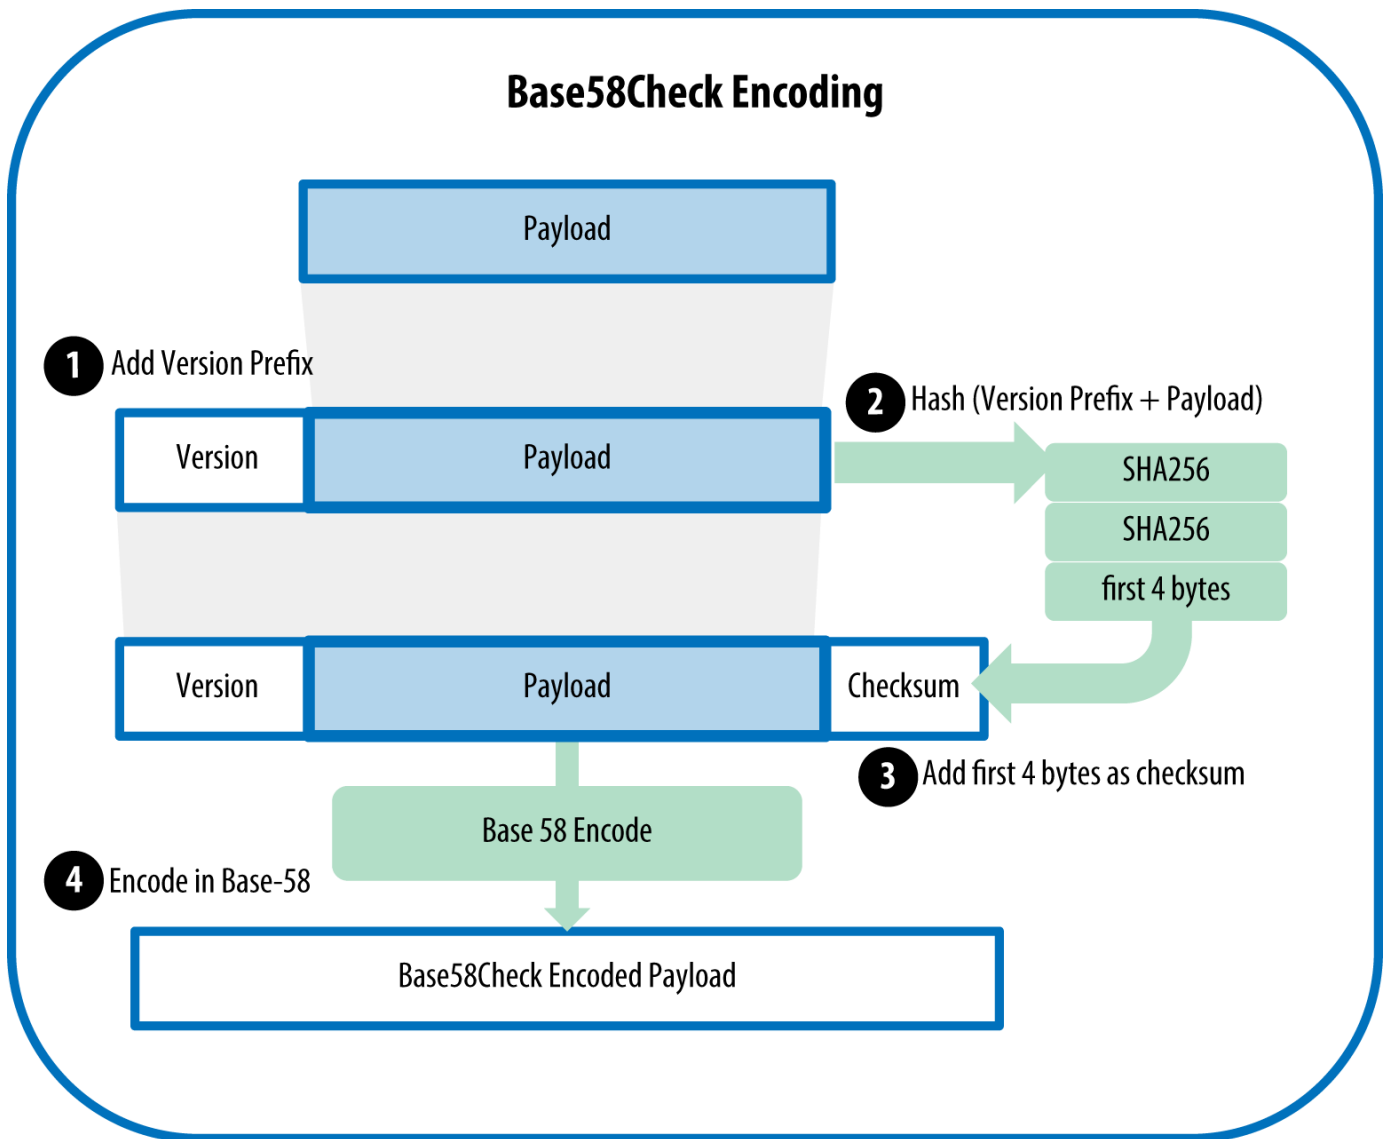 Base58Check Encoding
Payload
1 Add Version Prefix
2 Hash (Version Prefix + Payload)
Version Payload
SHA256
SHA256
first 4 bytes
Version Payload Checksum
3 Add first 4 bytes as checksum
Base 58 Encode
4 Encode in Base-58
Base58Check Encoded Payload